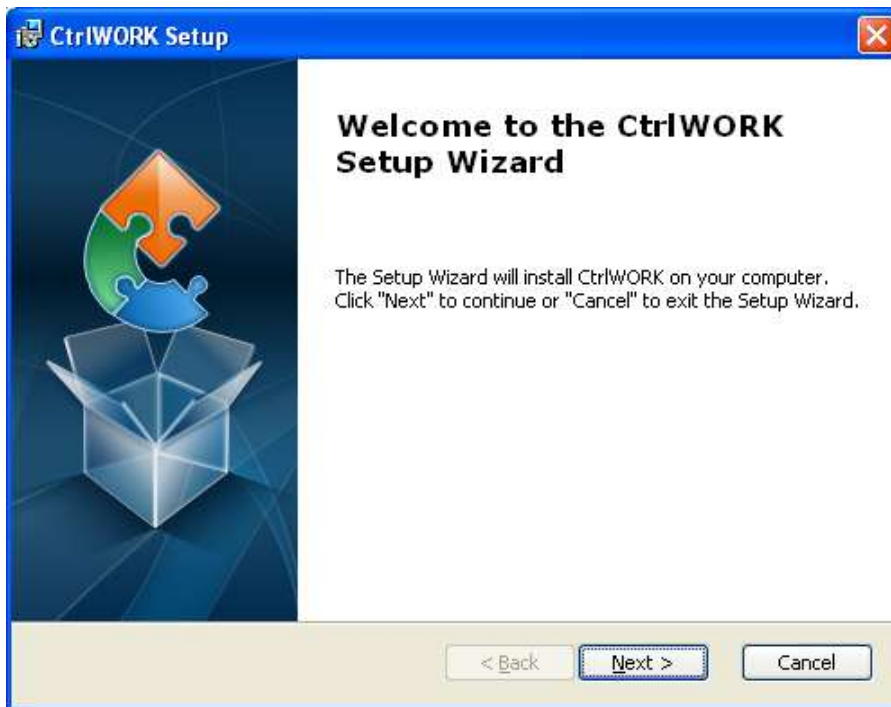 CtrlWORK Setup
Welcome to the CtrlWORK
Setup Wizard
The Setup Wizard will install CtrlWORK on your computer.
Click "Next" to continue or "Cancel" to exit the Setup Wizard.
< Back Next > Cancel